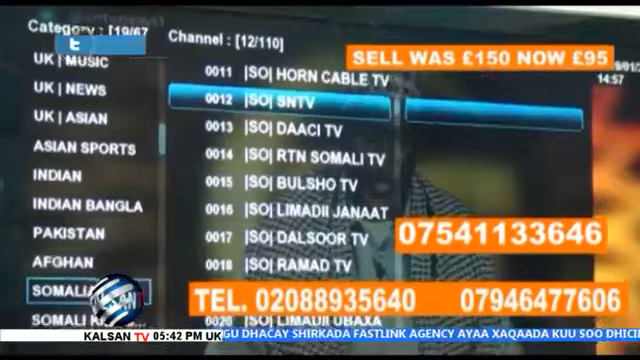 Category : [19/67
UK | MUSIC
UK | NEWS
UK | ASIAN
ASIAN SPORTS
INDIAN
INDIAN BANGLA
PAKISTAN
AFGHAN
SOMALIA
SOMALI
Channel : [12/110]
0011 |SO| HORN CABLE TV
0012 |SO| SNTV
0013 |SO| DAACI TV
0014 |SO| RTN SOMALI TV
0015 |SO| BULSHO TV
0016 |SO| LIMADII JANAAT
0017 |SO| DALSOOR TV
0018 |SO| RAMAD TV
0020 |SO| LIMADII UBAXA
SELL WAS £150 NOW £95
14:57
07541133646
TEL. 02088935640 07946477606
KALSAN TV 05:42 PM UK
GU DHACAY SHIRKADA FASTLINK AGENCY AYAA XAQAADA KUU SOO DHICI